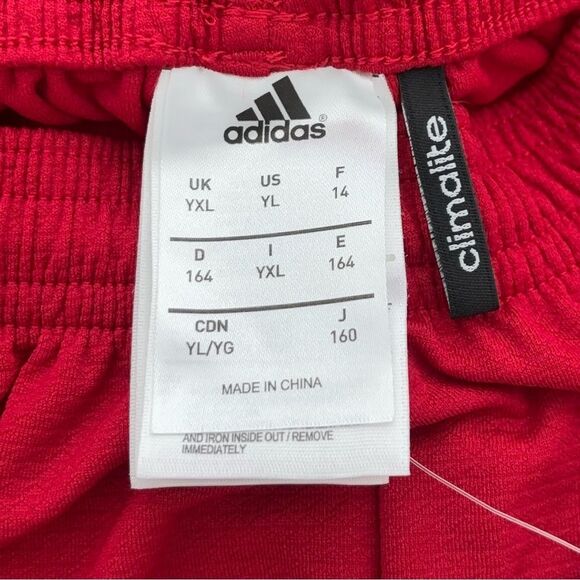 adidas®
UK US F
YXL YL 14
D I E
164 YXL 164
CDN J
YL/YG 160
MADE IN CHINA
AND IRON INSIDE OUT / REMOVE
IMMEDIATELY
climalite